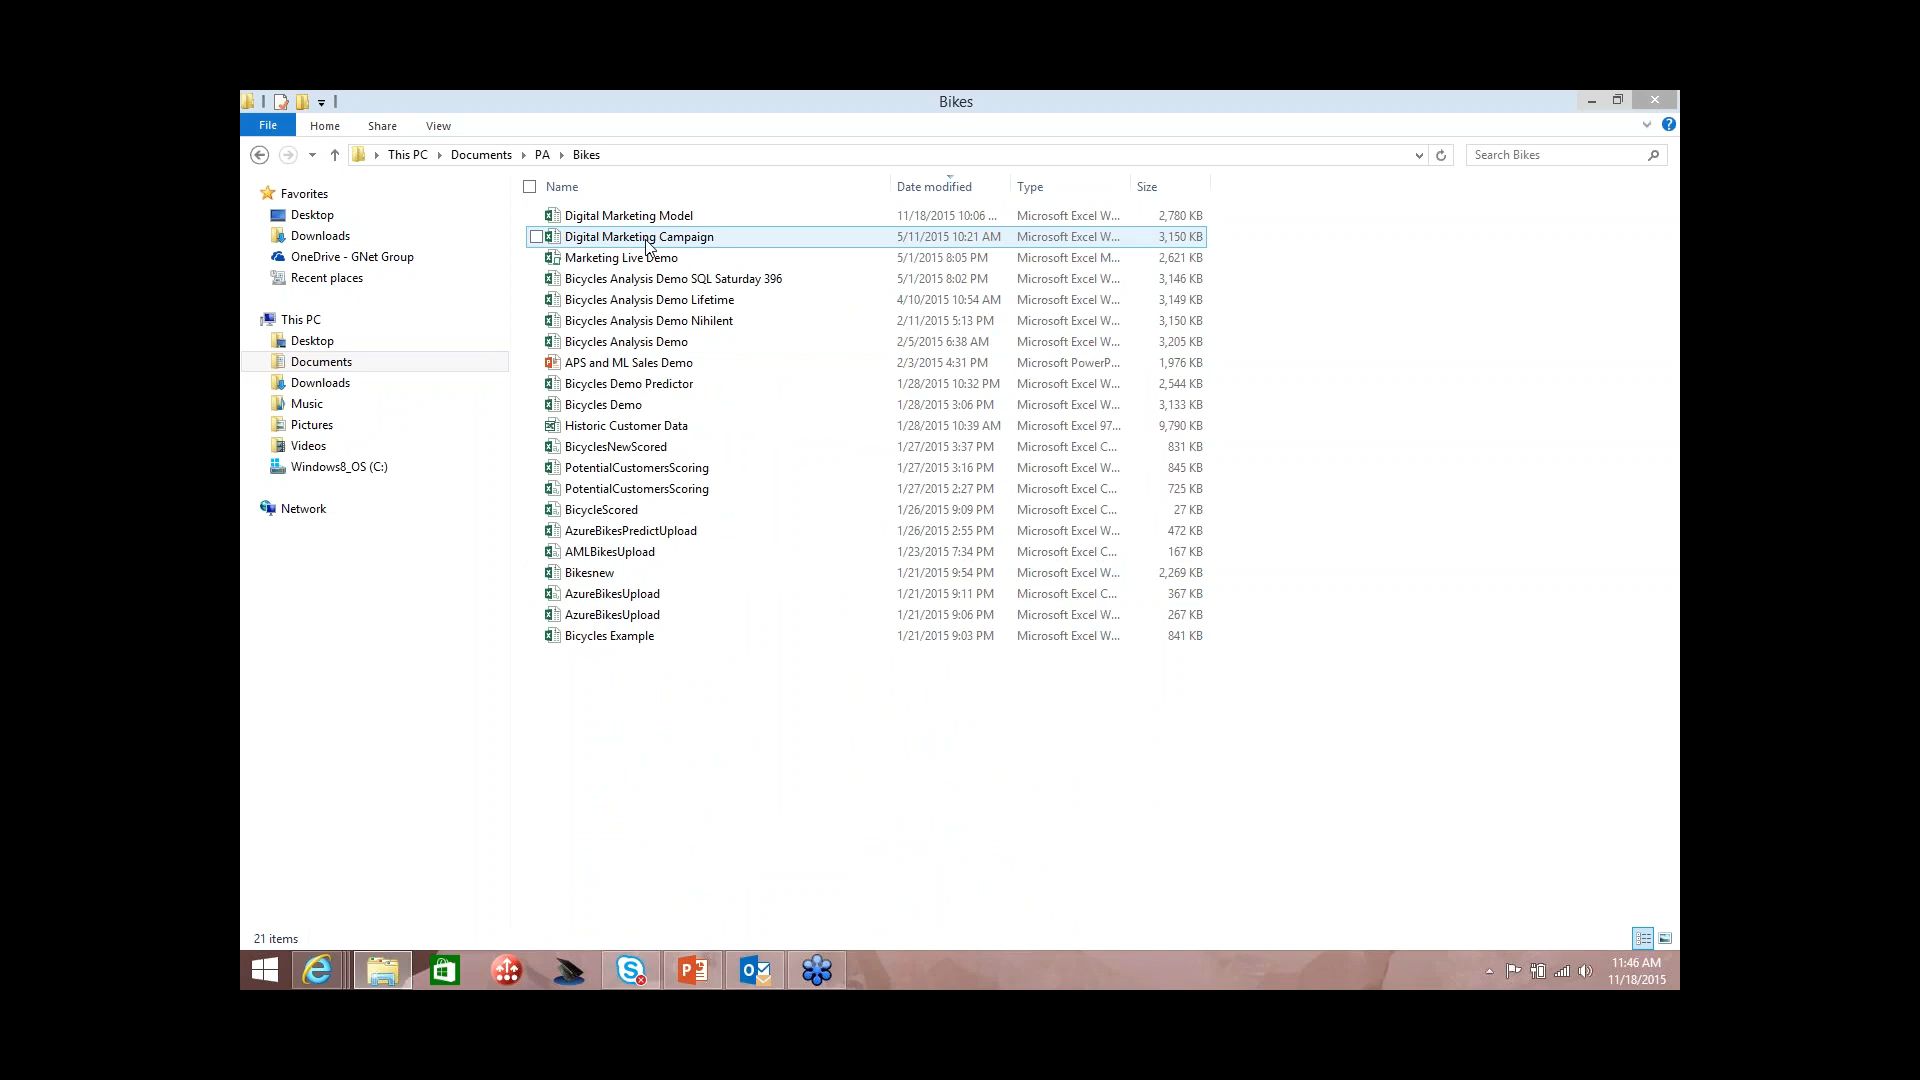 Bikes
File Home Share View
This PC Documents PA Bikes
Search Bikes
Name Date modified Type Size
Favorites
Desktop
Downloads
OneDrive - GNet Group
Recent places
This PC
Desktop
Documents
Downloads
Music
Pictures
Videos
Windows8_OS (C:)
Network
Digital Marketing Model 11/18/2015 10:06 ... Microsoft Excel W... 2,780 KB
Digital Marketing Campaign 5/11/2015 10:21 AM Microsoft Excel W... 3,150 KB
Marketing Live Demo 5/1/2015 8:05 PM Microsoft Excel M... 2,621 KB
Bicycles Analysis Demo SQL Saturday 396 5/1/2015 8:02 PM Microsoft Excel W... 3,146 KB
Bicycles Analysis Demo Lifetime 4/10/2015 10:54 AM Microsoft Excel W... 3,149 KB
Bicycles Analysis Demo Nihilent 2/11/2015 5:13 PM Microsoft Excel W... 3,150 KB
Bicycles Analysis Demo 2/5/2015 6:38 AM Microsoft Excel W... 3,205 KB
APS and ML Sales Demo 2/3/2015 4:31 PM Microsoft PowerP... 1,976 KB
Bicycles Demo Predictor 1/28/2015 10:32 PM Microsoft Excel W... 2,544 KB
Bicycles Demo 1/28/2015 3:06 PM Microsoft Excel W... 3,133 KB
Historic Customer Data 1/28/2015 10:39 AM Microsoft Excel 97... 9,790 KB
BicyclesNewScored 1/27/2015 3:37 PM Microsoft Excel C... 831 KB
PotentialCustomersScoring 1/27/2015 3:16 PM Microsoft Excel W... 845 KB
PotentialCustomersScoring 1/27/2015 2:27 PM Microsoft Excel C... 725 KB
BicycleScored 1/26/2015 9:09 PM Microsoft Excel C... 27 KB
AzureBikesPredictUpload 1/26/2015 2:55 PM Microsoft Excel W... 472 KB
AMLBikesUpload 1/23/2015 7:34 PM Microsoft Excel C... 167 KB
Bikesnew 1/21/2015 9:54 PM Microsoft Excel W... 2,269 KB
AzureBikesUpload 1/21/2015 9:11 PM Microsoft Excel C... 367 KB
AzureBikesUpload 1/21/2015 9:06 PM Microsoft Excel W... 267 KB
Bicycles Example 1/21/2015 9:03 PM Microsoft Excel W... 841 KB
21 items
11:46 AM
11/18/2015